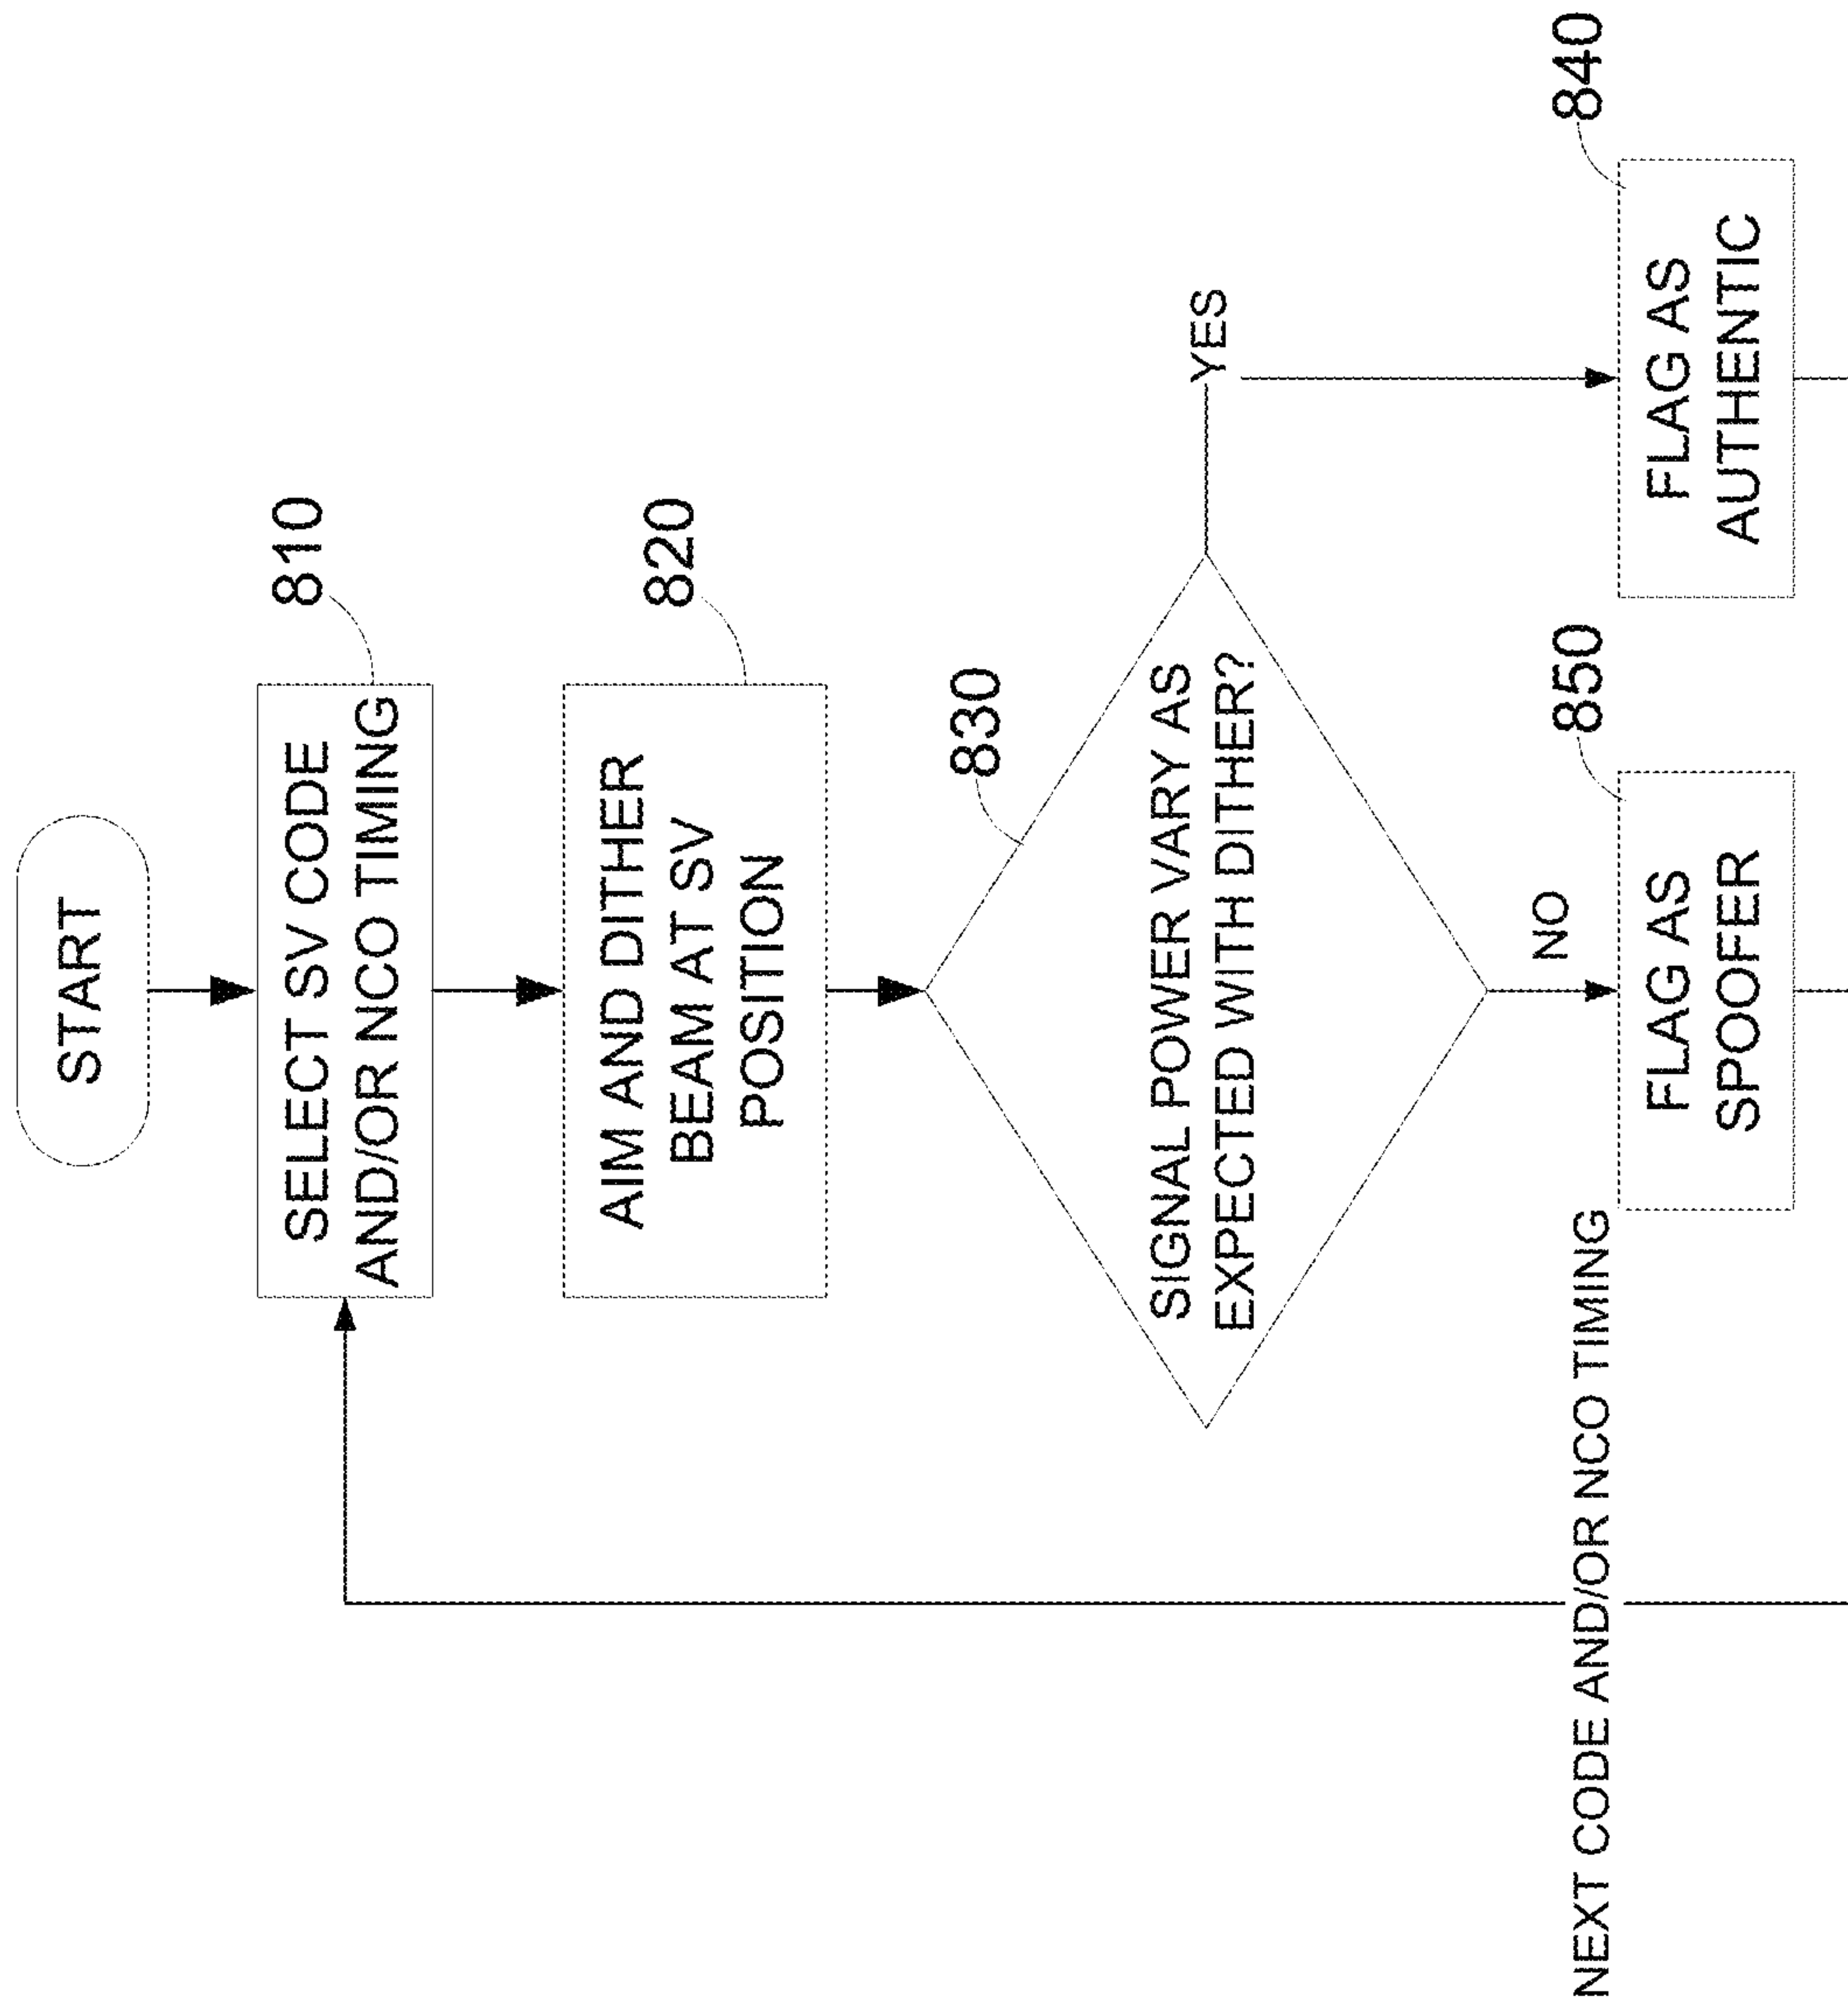 START
810
SELECT SV CODE
AND/OR NCO TIMING
820
AIM AND DITHER
BEAM AT SV
POSITION
830
SIGNAL POWER VARY AS
EXPECTED WITH DITHER?
YES
NO
840
FLAG AS
AUTHENTIC
850
FLAG AS
SPOOFER
NEXT CODE AND/OR NCO TIMING